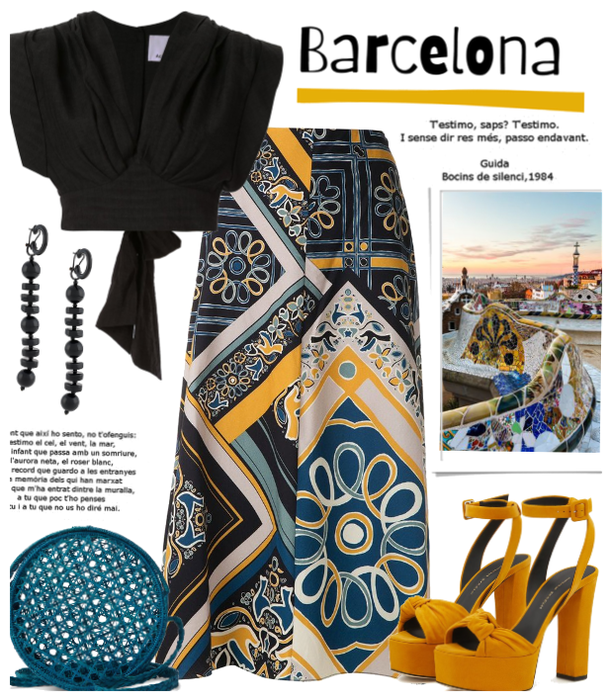 Barcelona
T'estimo, saps? T'estimo.
I sense dir res més, passo endavant.
Guida
Bocins de silenci,1984
nt que així ho sento, no t'ofenguis:
estimo el cel, el vent, la mar,
infant que passa amb un somriure,
l'aurora neta, el roser blanc,
record que guardo a les entranyes
a memòria dels qui han marxat
que m'ha entrat dintre la muralla,
a tu que poc t'ho penses
tu i a tu que no us ho diré mai.